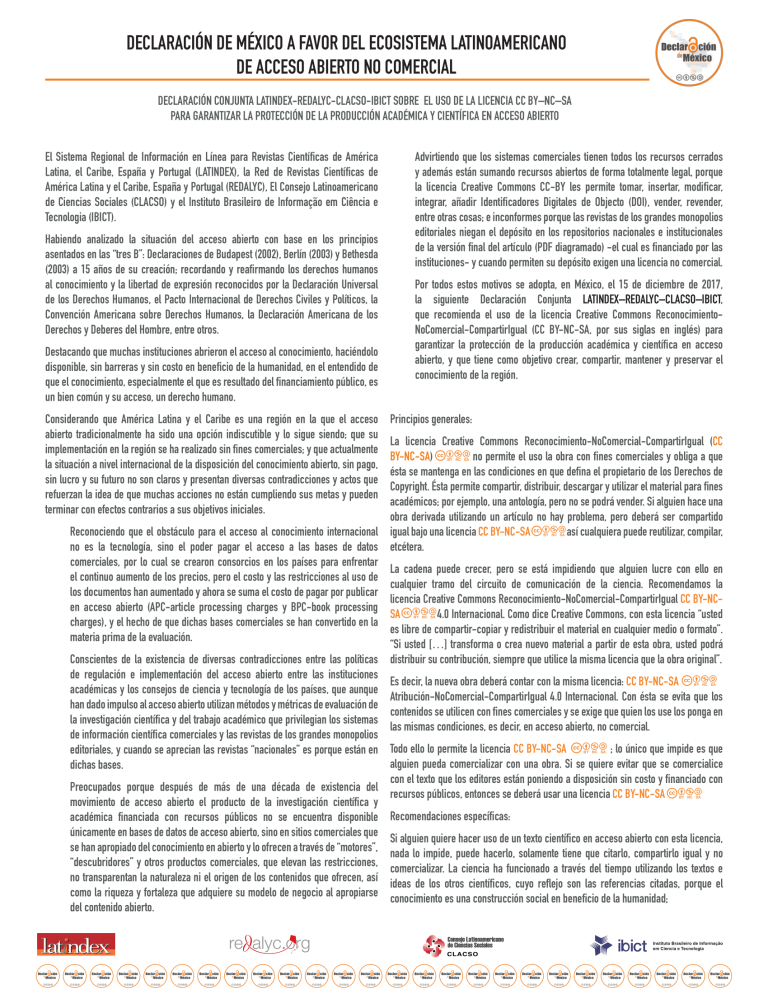 DECLARACIÓN DE MÉXICO A FAVOR DEL ECOSISTEMA LATINOAMERICANO
DE ACCESO ABIERTO NO COMERCIAL
Declaración
de México
DECLARACIÓN CONJUNTA LATINDEX-REDALYC-CLACSO-IBICT SOBRE EL USO DE LA LICENCIA CC BY–NC–SA
PARA GARANTIZAR LA PROTECCIÓN DE LA PRODUCCIÓN ACADÉMICA Y CIENTÍFICA EN ACCESO ABIERTO
El Sistema Regional de Información en Línea para Revistas Científicas de América
Latina, el Caribe, España y Portugal (LATINDEX), la Red de Revistas Científicas de
América Latina y el Caribe, España y Portugal (REDALYC), El Consejo Latinoamericano
de Ciencias Sociales (CLACSO) y el Instituto Brasileiro de Informação em Ciência e
Tecnologia (IBICT).
Habiendo analizado la situación del acceso abierto con base en los principios
asentados en las "tres B": Declaraciones de Budapest (2002), Berlín (2003) y Bethesda
(2003) a 15 años de su creación; recordando y reafirmando los derechos humanos
al conocimiento y la libertad de expresión reconocidos por la Declaración Universal
de los Derechos Humanos, el Pacto Internacional de Derechos Civiles y Políticos, la
Convención Americana sobre Derechos Humanos, la Declaración Americana de los
Derechos y Deberes del Hombre, entre otros.
Destacando que muchas instituciones abrieron el acceso al conocimiento, haciéndolo
disponible, sin barreras y sin costo en beneficio de la humanidad, en el entendido de
que el conocimiento, especialmente el que es resultado del financiamiento público, es
un bien común y su acceso, un derecho humano.
Considerando que América Latina y el Caribe es una región en la que el acceso
abierto tradicionalmente ha sido una opción indiscutible y lo sigue siendo; que su
implementación en la región se ha realizado sin fines comerciales; y que actualmente
la situación a nivel internacional de la disposición del conocimiento abierto, sin pago,
sin lucro y su futuro no son claros y presentan diversas contradicciones y actos que
refuerzan la idea de que muchas acciones no están cumpliendo sus metas y pueden
terminar con efectos contrarios a sus objetivos iniciales.
Reconociendo que el obstáculo para el acceso al conocimiento internacional
no es la tecnología, sino el poder pagar el acceso a las bases de datos
comerciales, por lo cual se crearon consorcios en los países para enfrentar
el continuo aumento de los precios, pero el costo y las restricciones al uso de
los documentos han aumentado y ahora se suma el costo de pagar por publicar
en acceso abierto (APC-article processing charges y BPC-book processing
charges), y el hecho de que dichas bases comerciales se han convertido en la
materia prima de la evaluación.
Conscientes de la existencia de diversas contradicciones entre las políticas
de regulación e implementación del acceso abierto entre las instituciones
académicas y los consejos de ciencia y tecnología de los países, que aunque
han dado impulso al acceso abierto utilizan métodos y métricas de evaluación de
la investigación científica y del trabajo académico que privilegian los sistemas
de información científica comerciales y las revistas de los grandes monopolios
editoriales, y cuando se aprecian las revistas "nacionales" es porque están en
dichas bases.
Preocupados porque después de más de una década de existencia del
movimiento de acceso abierto el producto de la investigación científica y
académica financiada con recursos públicos no se encuentra disponible
únicamente en bases de datos de acceso abierto, sino en sitios comerciales que
se han apropiado del conocimiento en abierto y lo ofrecen a través de "motores",
"descubridores" y otros productos comerciales, que elevan las restricciones,
no transparentan la naturaleza ni el origen de los contenidos que ofrecen, así
como la riqueza y fortaleza que adquiere su modelo de negocio al apropiarse
del contenido abierto.
Advirtiendo que los sistemas comerciales tienen todos los recursos cerrados
y además están sumando recursos abiertos de forma totalmente legal, porque
la licencia Creative Commons CC-BY les permite tomar, insertar, modificar,
integrar, añadir Identificadores Digitales de Objecto (DOI), vender, revender,
entre otras cosas; e inconformes porque las revistas de los grandes monopolios
editoriales niegan el depósito en los repositorios nacionales e institucionales
de la versión final del artículo (PDF diagramado) -el cual es financiado por las
instituciones- y cuando permiten su depósito exigen una licencia no comercial.
Por todos estos motivos se adopta, en México, el 15 de diciembre de 2017,
la siguiente Declaración Conjunta LATINDEX–REDALYC–CLACSO–IBICT,
que recomienda el uso de la licencia Creative Commons Reconocimiento-
NoComercial-CompartirIgual (CC BY-NC-SA, por sus siglas en inglés) para
garantizar la protección de la producción académica y científica en acceso
abierto, y que tiene como objetivo crear, compartir, mantener y preservar el
conocimiento de la región.
Principios generales:
La licencia Creative Commons Reconocimiento-NoComercial-CompartirIgual (CC
BY-NC-SA) no permite el uso la obra con fines comerciales y obliga a que
ésta se mantenga en las condiciones en que defina el propietario de los Derechos de
Copyright. Ésta permite compartir, distribuir, descargar y utilizar el material para fines
académicos; por ejemplo, una antología, pero no se podrá vender. Si alguien hace una
obra derivada utilizando un artículo no hay problema, pero deberá ser compartido
igual bajo una licencia CC BY-NC-SA así cualquiera puede reutilizar, compilar,
etcétera.
La cadena puede crecer, pero se está impidiendo que alguien lucre con ello en
cualquier tramo del circuito de comunicación de la ciencia. Recomendamos la
licencia Creative Commons Reconocimiento-NoComercial-CompartirIgual CC BY-NC-
SA 4.0 Internacional. Como dice Creative Commons, con esta licencia "usted
es libre de compartir-copiar y redistribuir el material en cualquier medio o formato".
"Si usted [...] transforma o crea nuevo material a partir de esta obra, usted podrá
distribuir su contribución, siempre que utilice la misma licencia que la obra original".
Es decir, la nueva obra deberá contar con la misma licencia: CC BY-NC-SA
Atribución-NoComercial-CompartirIgual 4.0 Internacional. Con ésta se evita que los
contenidos se utilicen con fines comerciales y se exige que quien los use los ponga en
las mismas condiciones, es decir, en acceso abierto, no comercial.
Todo ello lo permite la licencia CC BY-NC-SA ; lo único que impide es que
alguien pueda comercializar con una obra. Si se quiere evitar que se comercialice
con el texto que los editores están poniendo a disposición sin costo y financiado con
recursos públicos, entonces se deberá usar una licencia CC BY-NC-SA
Recomendaciones específicas:
Si alguien quiere hacer uso de un texto científico en acceso abierto con esta licencia,
nada lo impide, puede hacerlo, solamente tiene que citarlo, compartirlo igual y no
comercializar. La ciencia ha funcionado a través del tiempo utilizando los textos e
ideas de los otros científicos, cuyo reflejo son las referencias citadas, porque el
conocimiento es una construcción social en beneficio de la humanidad;
latindex
redalyc.org
Consejo Latinoamericano
de Ciencias Sociales
CLACSO
ibict
Instituto Brasileiro de Informação
em Ciência e Tecnologia